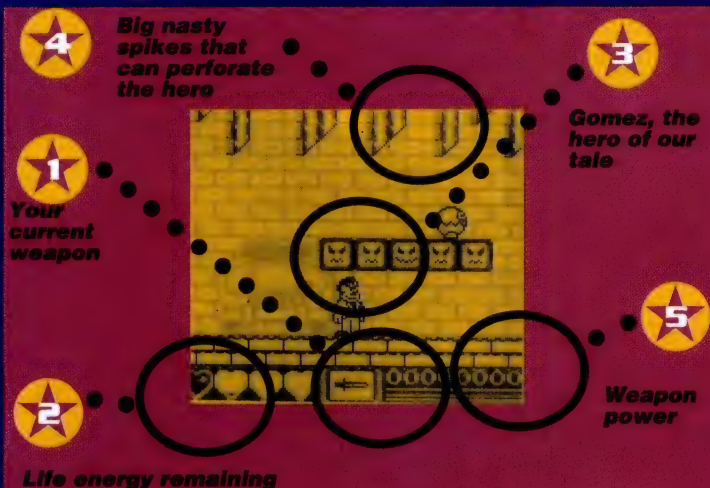 4
Big nasty
spikes that
can perforate
the hero
3
Gomez, the
hero of our
tale
1
Your
current
weapon
5
Weapon
power
2
Life energy remaining